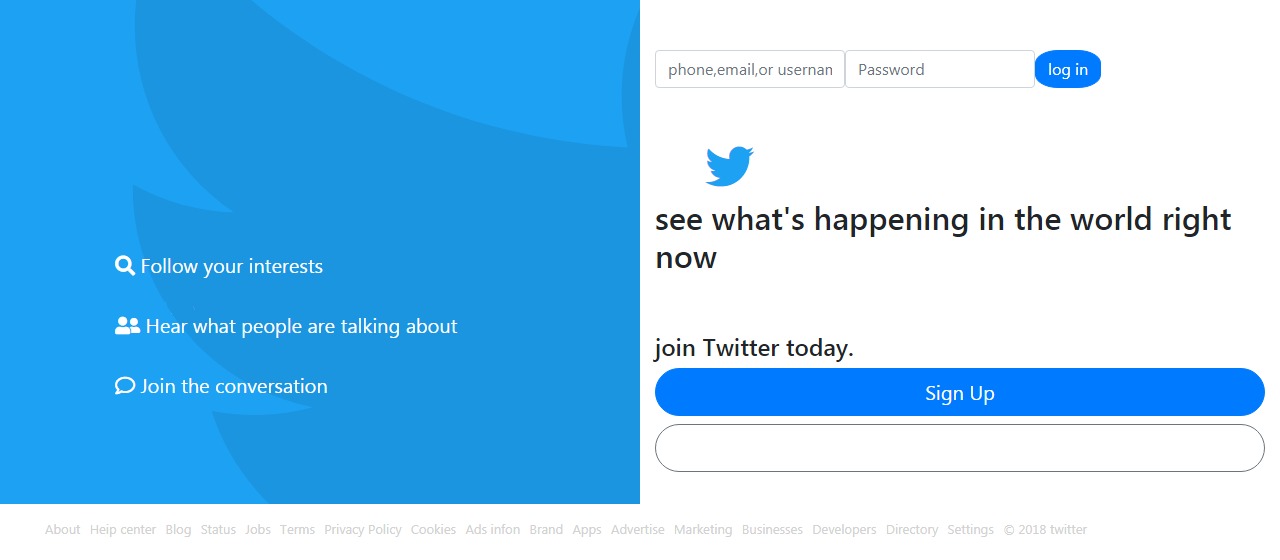 phone,email,or usernam Password log in
see what's happening in the world right
now
Follow your interests
Hear what people are talking about
Join the conversation
join Twitter today.
Sign Up
About Heip center Blog Status Jobs Terms Privacy Policy Cookies Ads infon Brand Apps Advertise Marketing Businesses Developers Directory Settings © 2018 twitter